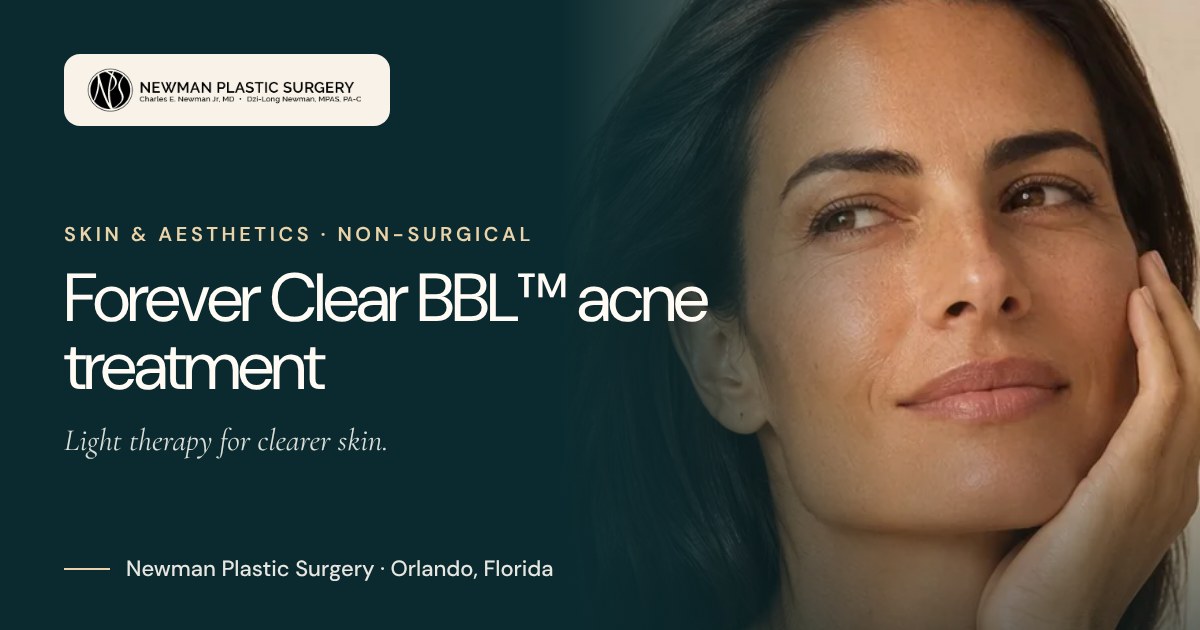 NEWMAN PLASTIC SURGERY
Charles E. Newman Jr, MD • Dzi-Long Newman, MPAS, PA-C
SKIN & AESTHETICS · NON-SURGICAL
Forever Clear BBL™ acne
treatment
Light therapy for clearer skin.
Newman Plastic Surgery · Orlando, Florida